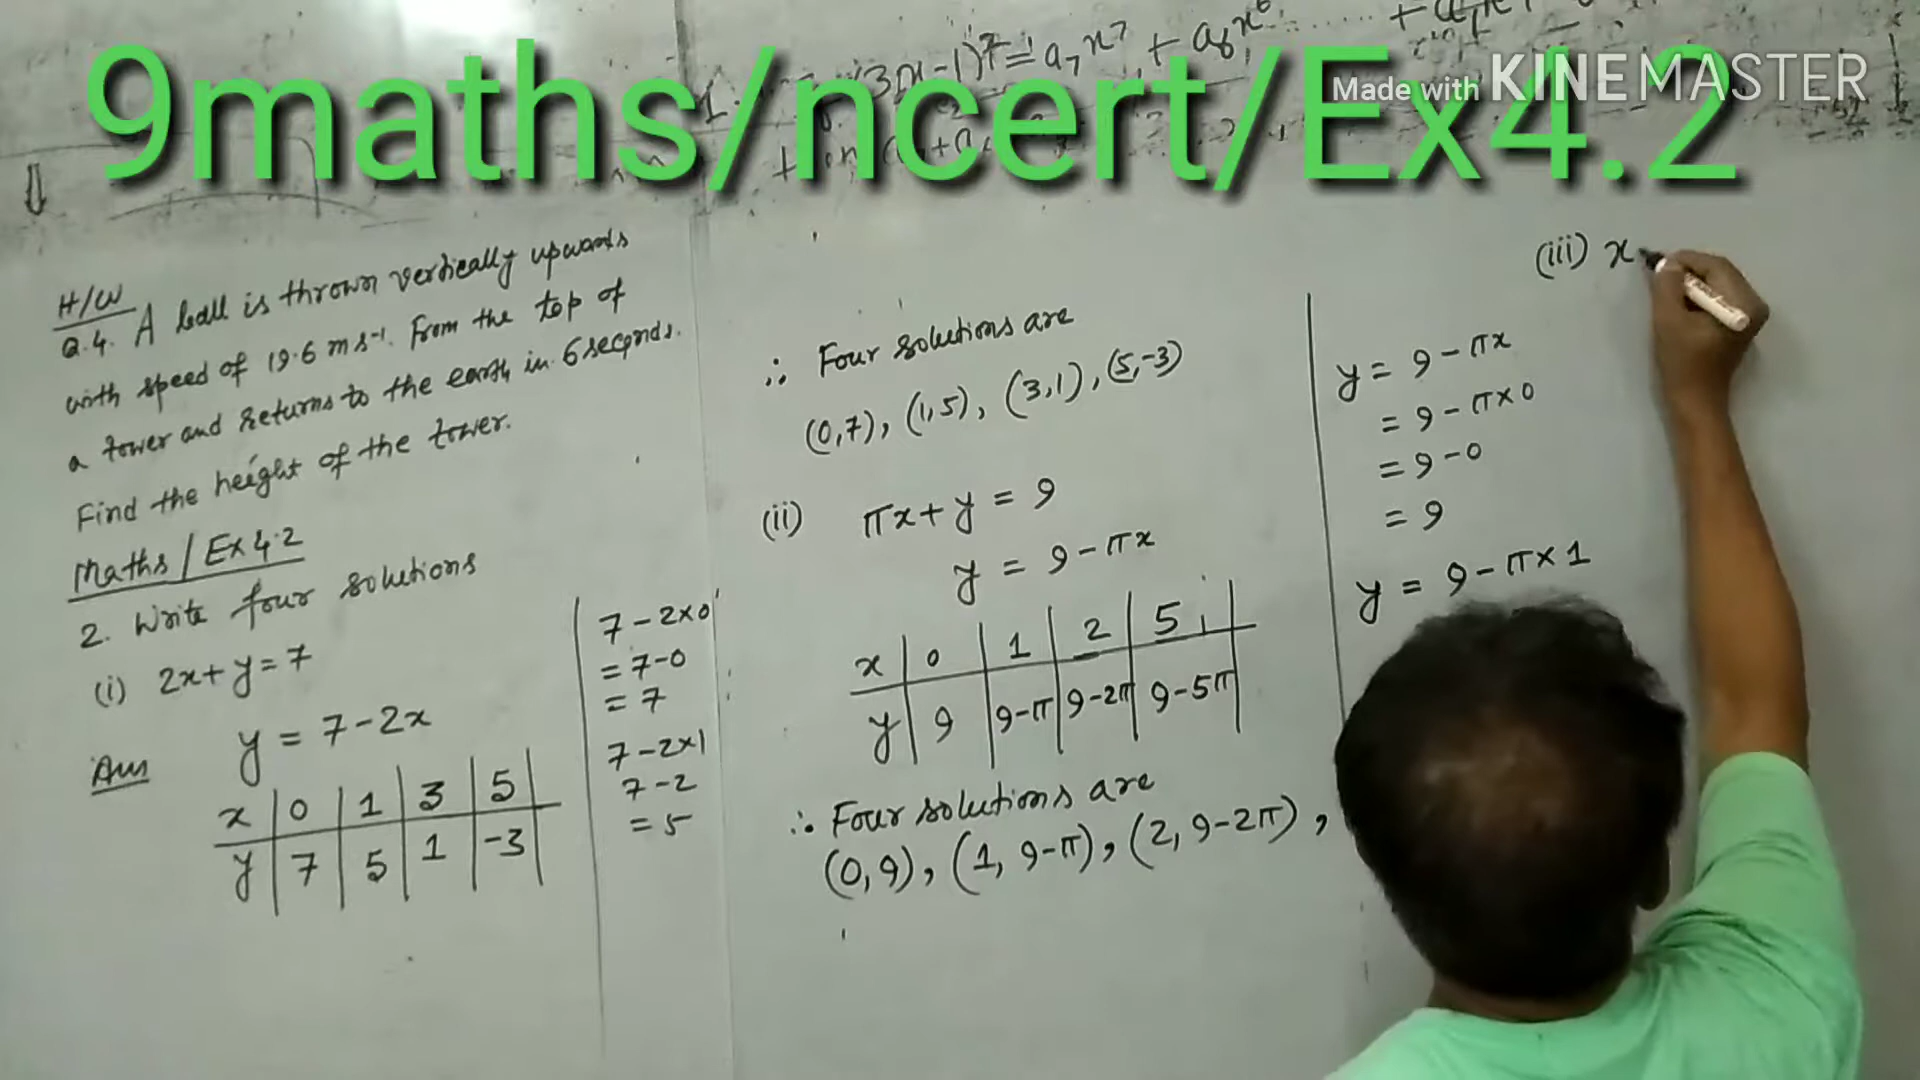 9maths/ncert/Ex4.2
Made with KINEMASTER
(3x-1)⁷ = a₇x⁷ + a₆x⁶ ........
H/W
Q.4. A ball is thrown vertically upwards
with speed of 19.6 m s⁻¹. From the top of
a tower and returns to the earth in 6 seconds.
Find the height of the tower.
Maths / Ex 4.2
2. Write four solutions
(i) 2x + y = 7
Ans y = 7 - 2x
x | 0 | 1 | 3 | 5
y | 7 | 5 | 1 | -3
7 - 2×0
= 7-0
= 7
7 - 2×1
7 - 2
= 5
∴ Four solutions are
(0,7), (1,5), (3,1), (5,-3)
(ii) πx + y = 9
y = 9 - πx
x | 0 | 1 | 2 | 5
y | 9 | 9-π | 9-2π | 9-5π
∴ Four solutions are
(0,9), (1, 9-π), (2, 9-2π),
y = 9 - πx
= 9 - π×0
= 9 - 0
= 9
y = 9 - π×1
(iii) x